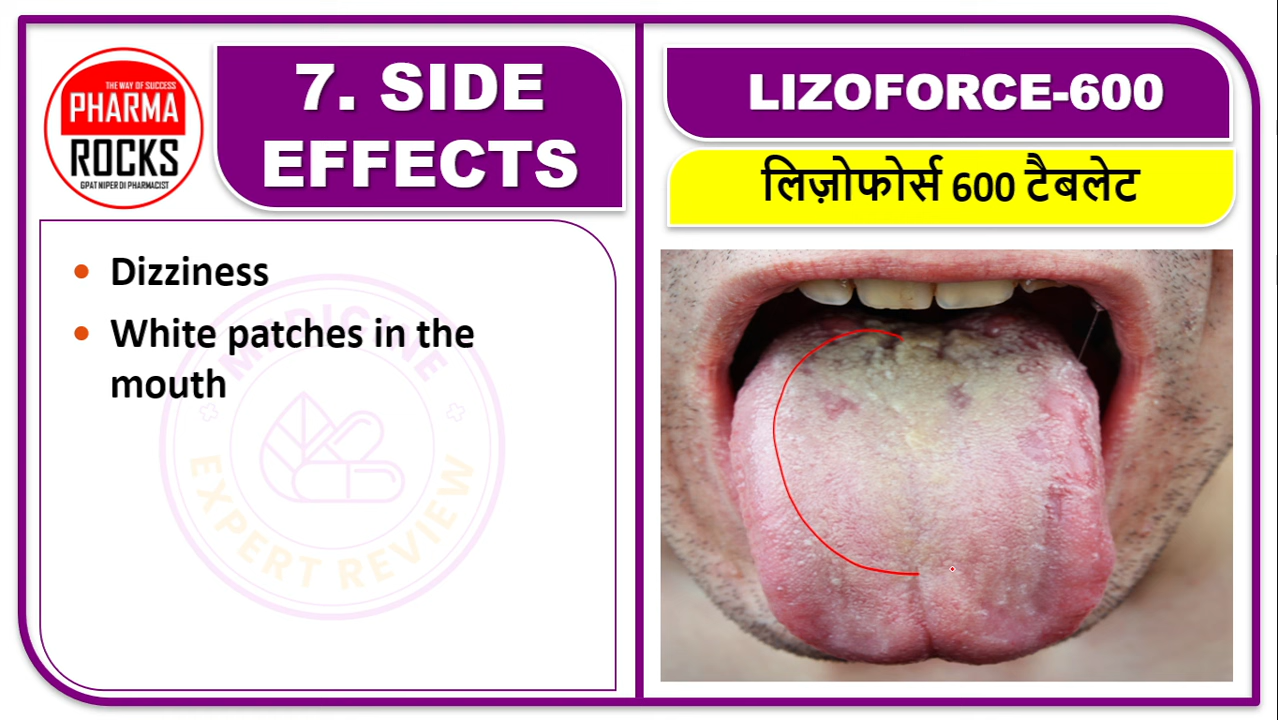 THE WAY OF SUCCESS
PHARMA
ROCKS
GPAT NIPER DI PHARMACIST
7. SIDE
EFFECTS
• Dizziness
• White patches in the
mouth
MEDICINE
EXPERT REVIEW
LIZOFORCE-600
लिज़ोफोर्स 600 टैबलेट